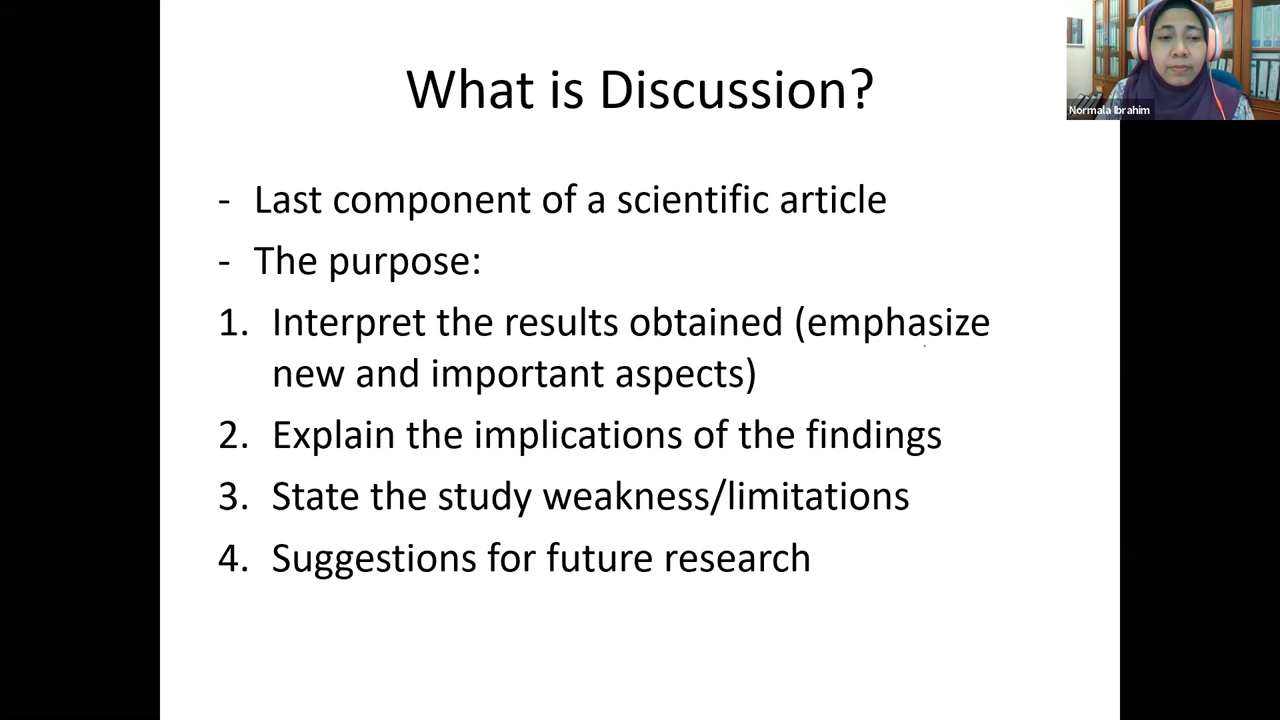 What is Discussion?
Normala Ibrahim
- Last component of a scientific article
- The purpose:
1. Interpret the results obtained (emphasize
new and important aspects)
2. Explain the implications of the findings
3. State the study weakness/limitations
4. Suggestions for future research